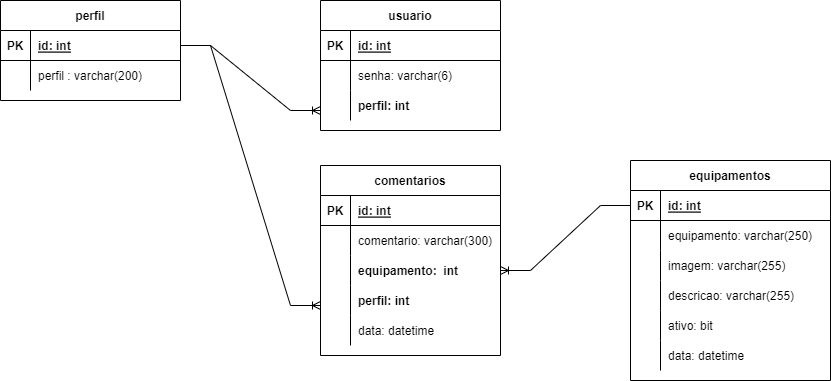 perfil
PK id: int
perfil : varchar(200)
usuario
PK id: int
senha: varchar(6)
perfil: int
comentarios
PK id: int
comentario: varchar(300)
equipamento: int
perfil: int
data: datetime
equipamentos
PK id: int
equipamento: varchar(250)
imagem: varchar(255)
descricao: varchar(255)
ativo: bit
data: datetime